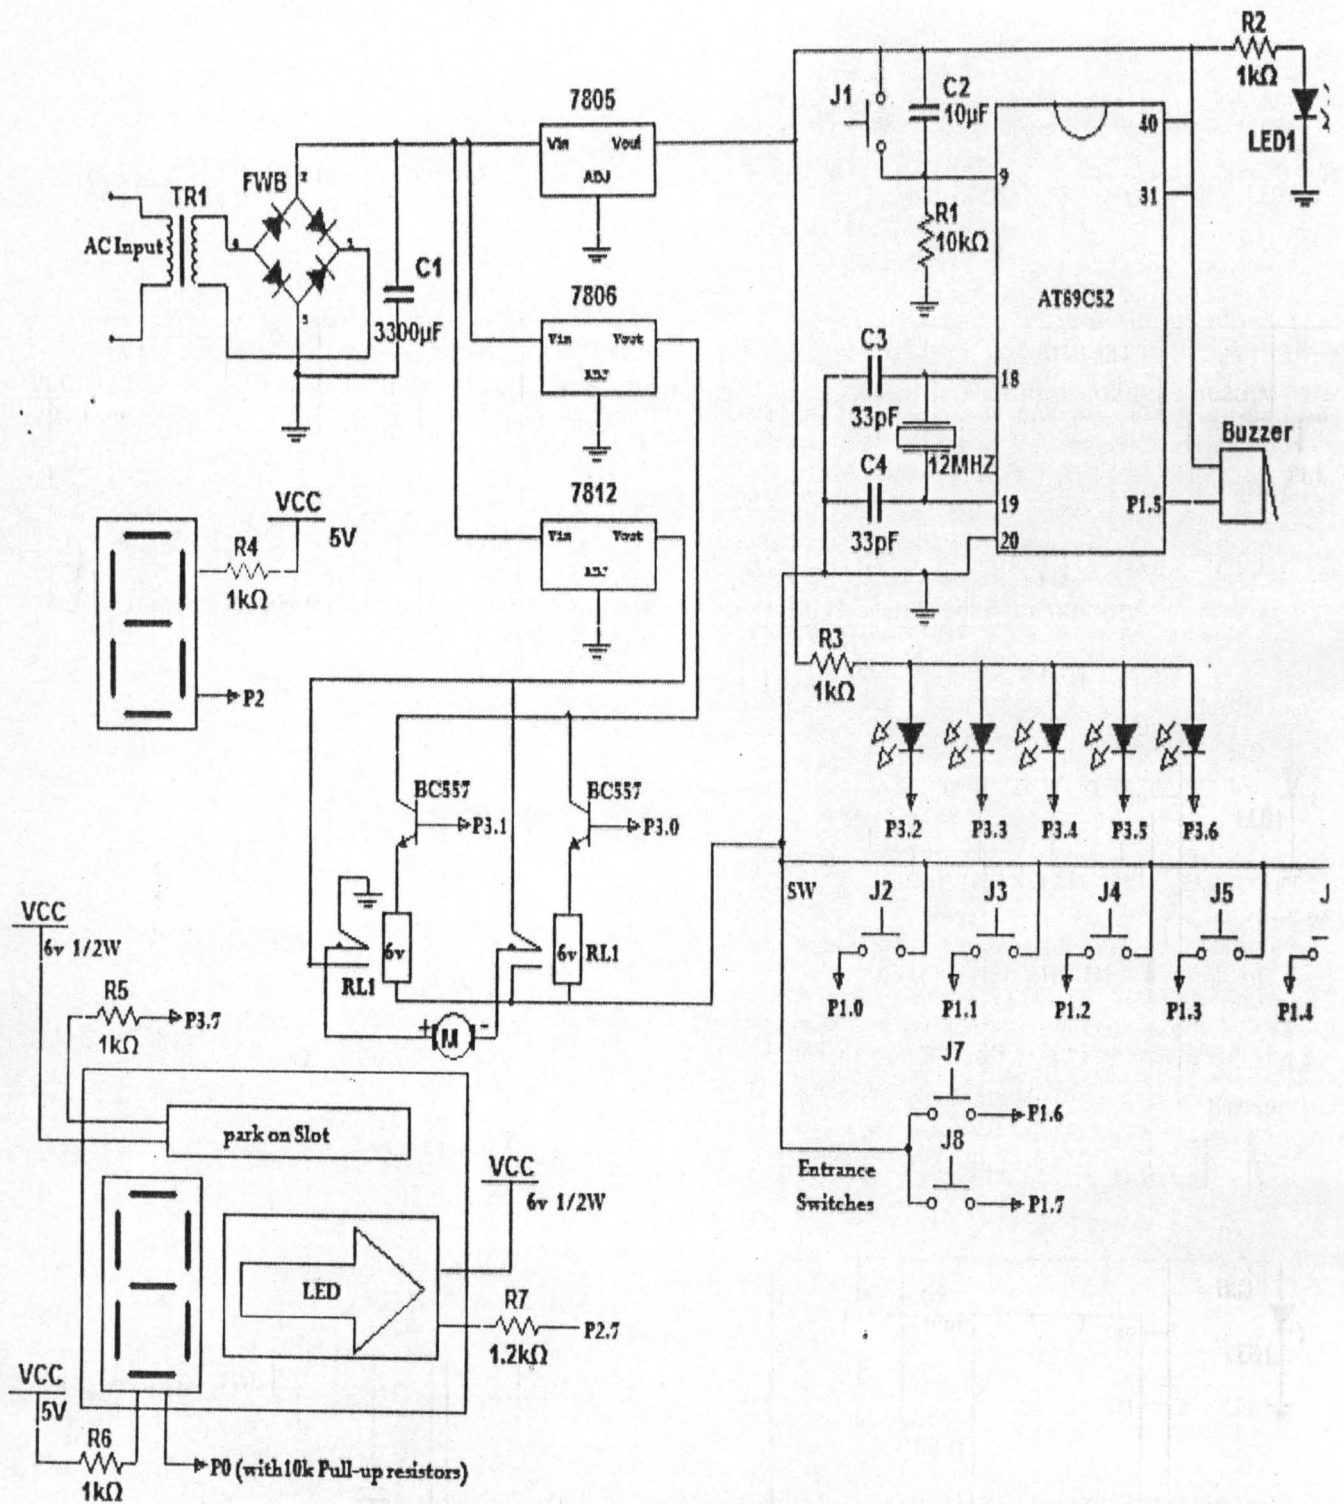 R2
1kΩ
LED1
7805
J1
C2
10µF
40
Vin
Vout
ADJ
FWB
TR1
AC Input
9
31
R1
10kΩ
C1
3300µF
7806
AT89C52
Vin
Vout
ADJ
C3
33pF
18
12MHZ
Buzzer
7812
C4
33pF
19
P1.5
20
Vin
Vout
ADJ
VCC
5V
R4
1kΩ
P2
R3
1kΩ
BC557
P3.1
BC557
P3.0
P3.2
P3.3
P3.4
P3.5
P3.6
SW
J2
J3
J4
J5
J
P1.0
P1.1
P1.2
P1.3
P1.4
VCC
6v 1/2W
6v
RL1
6v
RL1
+
M
-
R5
1kΩ
P3.7
J7
P1.6
J8
P1.7
Entrance
Switches
park on Slot
VCC
6v 1/2W
LED
R7
1.2kΩ
P2.7
VCC
5V
R6
1kΩ
P0 (with10k Pull-up resistors)